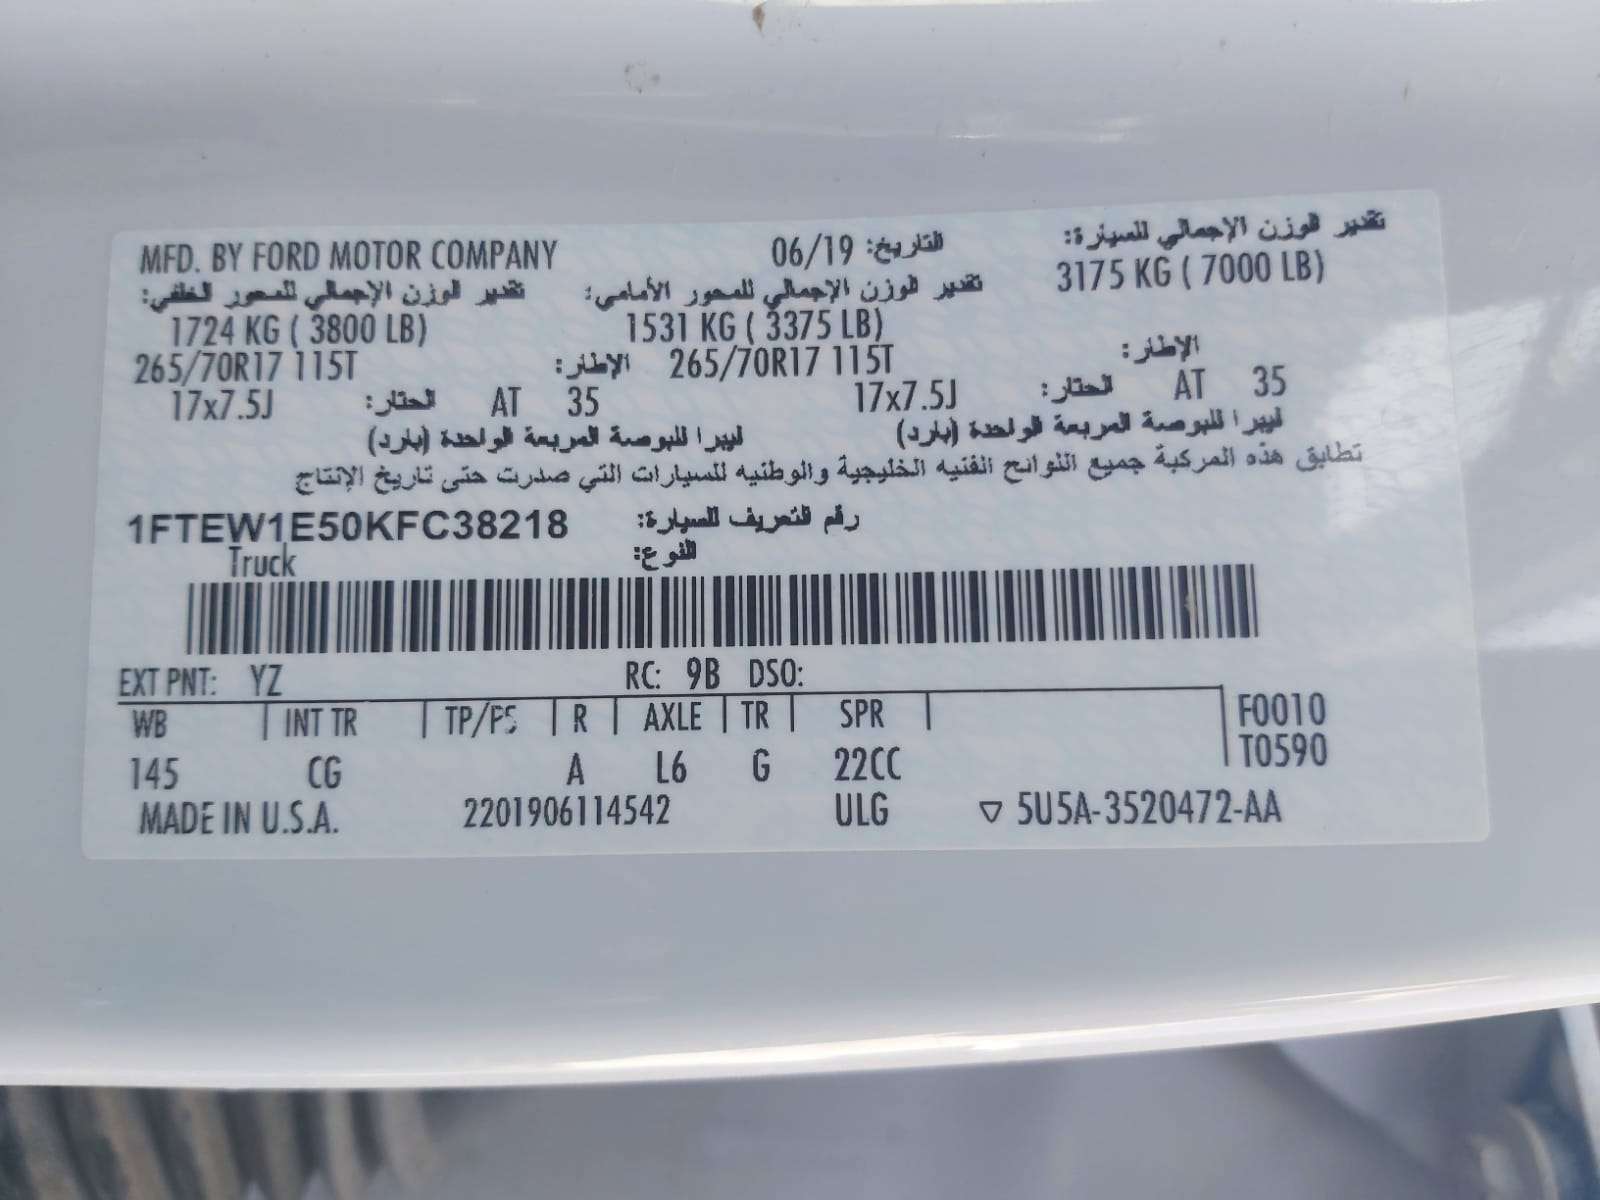 MFD. BY FORD MOTOR COMPANY 06/19 التاريخ: تقدير الوزن الإجمالي للسيارة:
3175 KG ( 7000 LB)
تقدير الوزن الإجمالي للمحور الأمامي: تقدير الوزن الإجمالي للمحور الخلفي:
1724 KG ( 3800 LB) 1531 KG ( 3375 LB)
265/70R17 115T الإطار: 265/70R17 115T الإطار:
17x7.5J الحتار: AT 35 17x7.5J الحتار: AT 35
ليبرا للبوصة المربعة الواحدة (بارد) ليبرا للبوصة المربعة الواحدة (بارد)
تطابق هذه المركبة جميع اللوائح الفنيه الخليجية والوطنيه للسيارات التي صدرت حتى تاريخ الإنتاج
1FTEW1E50KFC38218 رقم التعريف للسيارة:
Truck النوع:
EXT PNT: YZ RC: 9B DSO:
WB INT TR TP/PS R AXLE TR SPR F0010
T0590
145 CG A L6 G 22CC
MADE IN U.S.A. 2201906114542 ULG ▽ 5U5A-3520472-AA